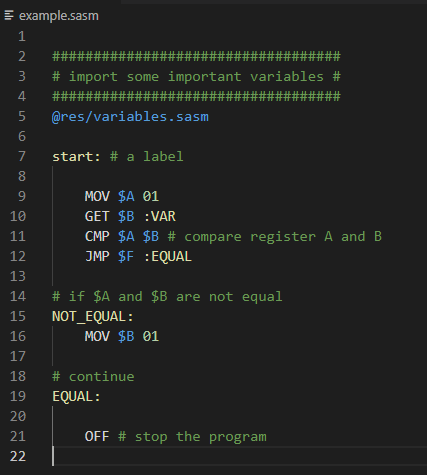 example.sasm
1
2 ###################################
3 # import some important variables #
4 ###################################
5 @res/variables.sasm
6
7 start: # a label
8
9 MOV $A 01
10 GET $B :VAR
11 CMP $A $B # compare register A and B
12 JMP $F :EQUAL
13
14 # if $A and $B are not equal
15 NOT_EQUAL:
16 MOV $B 01
17
18 # continue
19 EQUAL:
20
21 OFF # stop the program
22